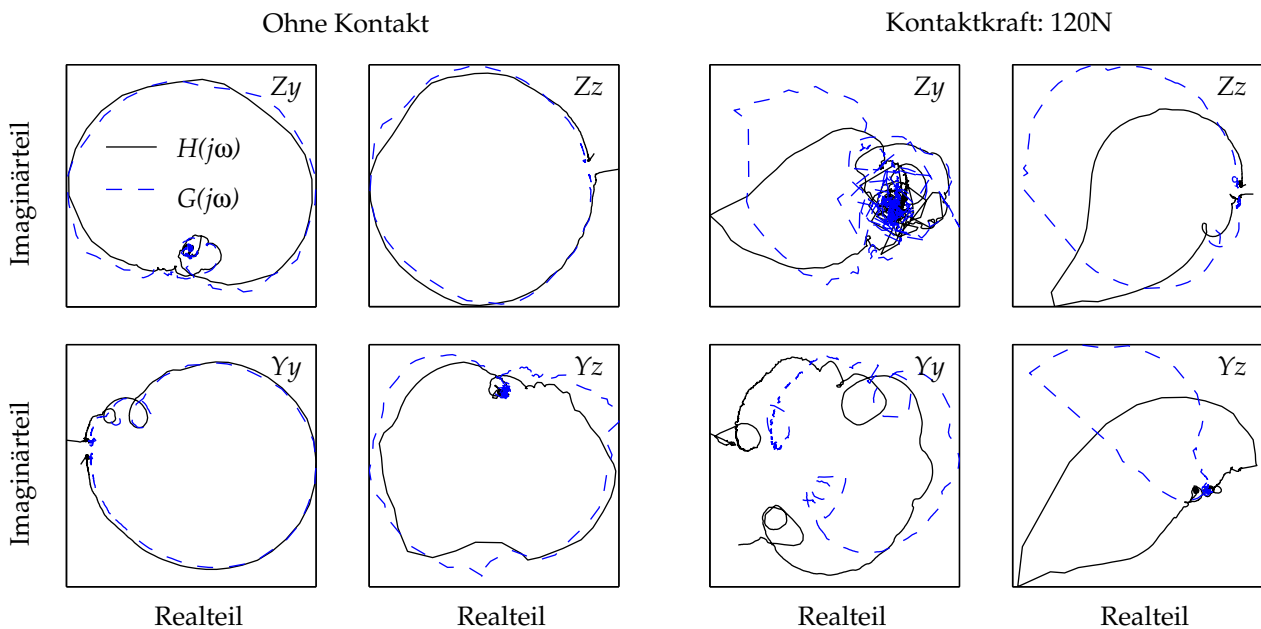 Ohne Kontakt
Kontaktkraft: 120N
Imaginärteil
Zy
H(jω)
G(jω)
Zz
Zy
Zz
Imaginärteil
Yy
Yz
Yy
Yz
Realteil
Realteil
Realteil
Realteil